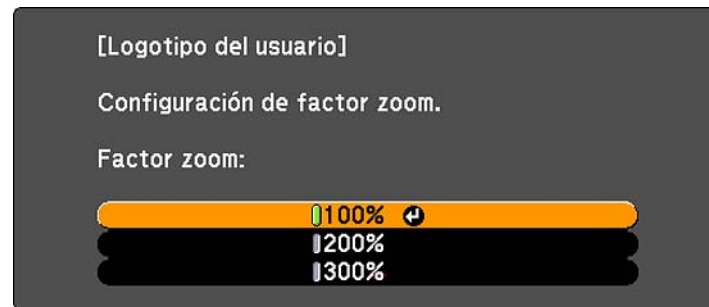 [Logotipo del usuario]
Configuración de factor zoom.
Factor zoom:
100%
200%
300%